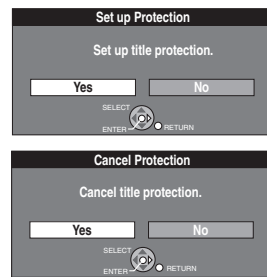 Set up Protection
Set up title protection.
Yes No
SELECT
ENTER RETURN
Cancel Protection
Cancel title protection.
Yes No
SELECT
ENTER RETURN